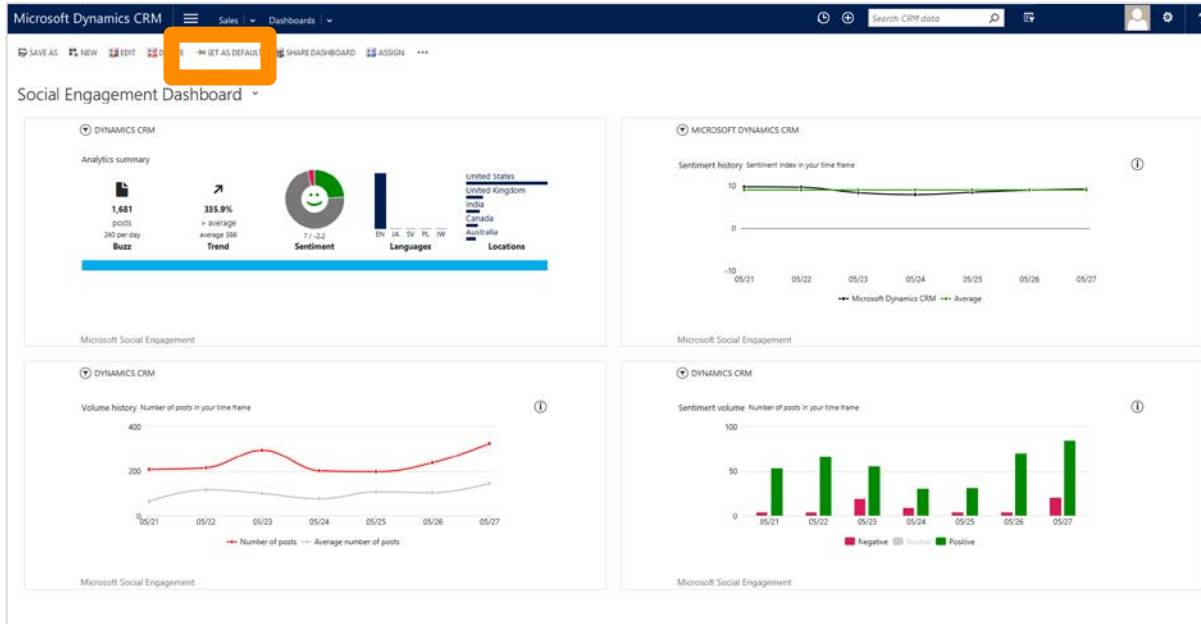 Microsoft Dynamics CRM Sales Dashboards Search CRM data
SAVE AS NEW EDIT SET AS DEFAULT SHARE DASHBOARD ASSIGN ...
Social Engagement Dashboard
DYNAMICS CRM
Analytics summary
1,681
posts
240 per day
Buzz
335.9%
> average
average 386
Trend
7 / -2.2
Sentiment
EN JA SV PL IW
Languages
United States
United Kingdom
India
Canada
Australia
Locations
Microsoft Social Engagement
MICROSOFT DYNAMICS CRM
Sentiment history Sentiment index in your time frame
10
0
-10
05/21 05/22 05/23 05/24 05/25 05/26 05/27
Microsoft Dynamics CRM Average
Microsoft Social Engagement
DYNAMICS CRM
Volume history Number of posts in your time frame
400
200
0
05/21 05/22 05/23 05/24 05/25 05/26 05/27
Number of posts Average number of posts
Microsoft Social Engagement
DYNAMICS CRM
Sentiment volume Number of posts in your time frame
100
50
0
05/21 05/22 05/23 05/24 05/25 05/26 05/27
Negative Neutral Positive
Microsoft Social Engagement